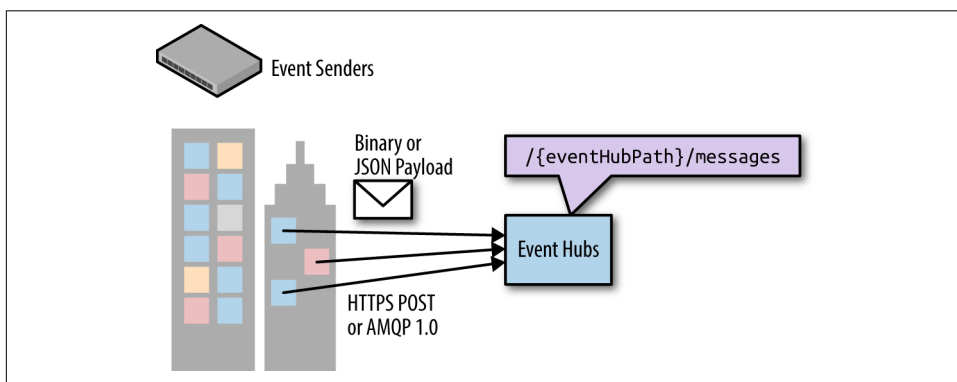 Event Senders
Binary or
JSON Payload
/{eventHubPath}/messages
Event Hubs
HTTPS POST
or AMQP 1.0